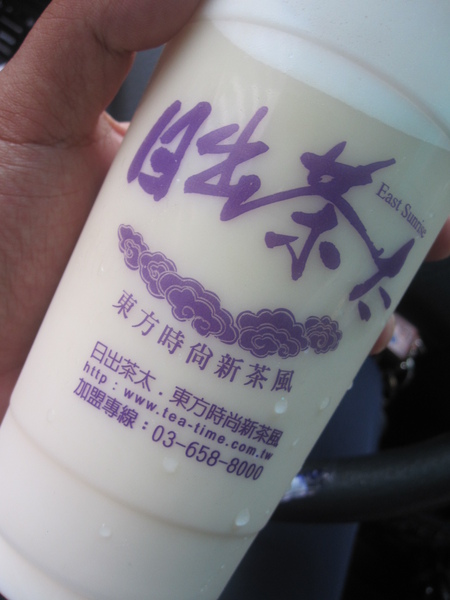 日出茶太
East Sunrise
東方時尚新茶風
日出茶太．東方時尚新茶風
http：www.tea-time.com.tw
加盟專線：03-658-8000